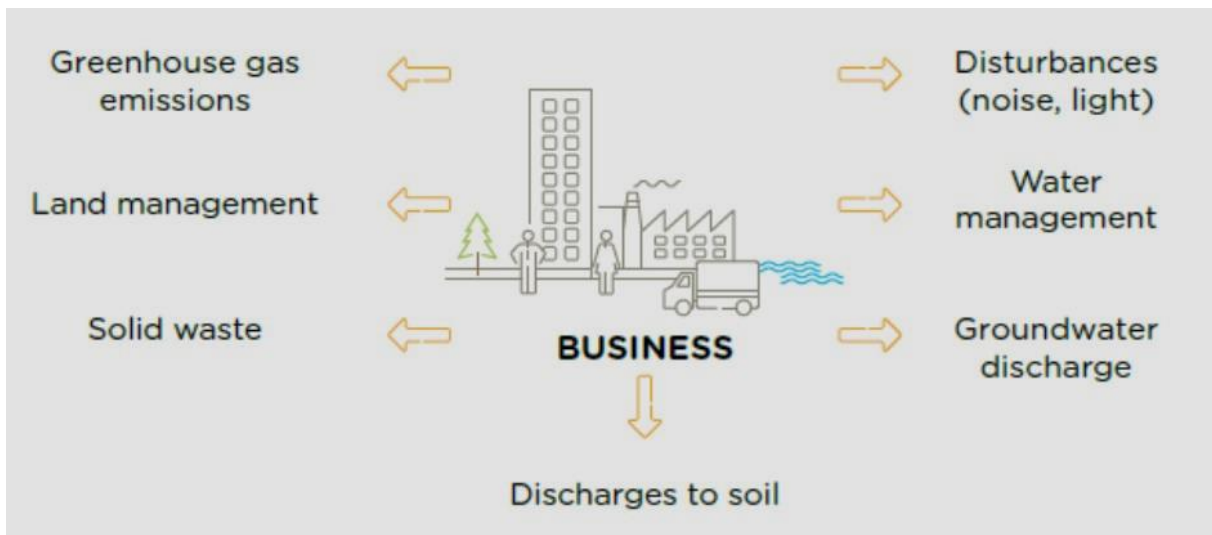 Greenhouse gas
emissions
Disturbances
(noise, light)
Land management
Water
management
Solid waste
BUSINESS
Groundwater
discharge
Discharges to soil